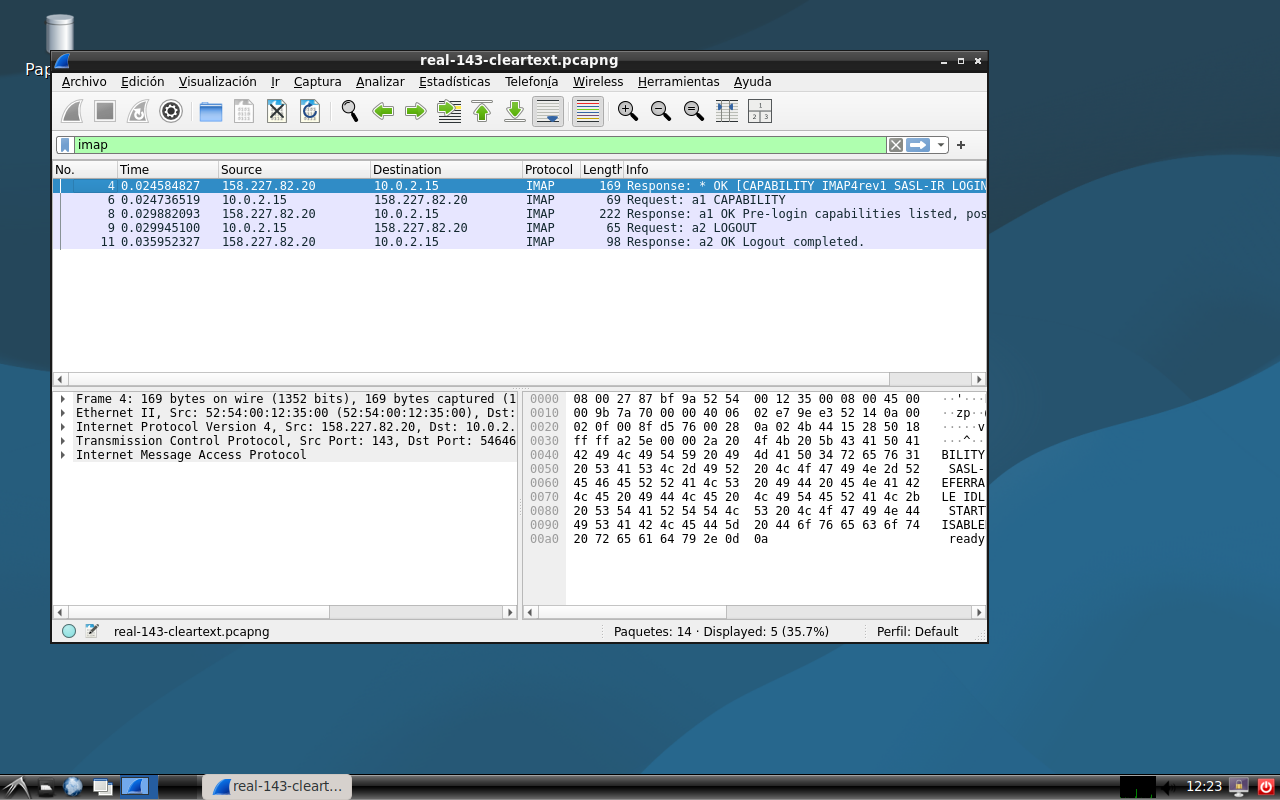 Pap
real-143-cleartext.pcapng
Archivo Edición Visualización Ir Captura Analizar Estadísticas Telefonía Wireless Herramientas Ayuda
imap
No. Time Source Destination Protocol Length Info
4 0.024584827 158.227.82.20 10.0.2.15 IMAP 169 Response: * OK [CAPABILITY IMAP4rev1 SASL-IR LOGIN
6 0.024736519 10.0.2.15 158.227.82.20 IMAP 69 Request: a1 CAPABILITY
8 0.029882093 158.227.82.20 10.0.2.15 IMAP 222 Response: a1 OK Pre-login capabilities listed, pos
9 0.029945100 10.0.2.15 158.227.82.20 IMAP 65 Request: a2 LOGOUT
11 0.035952327 158.227.82.20 10.0.2.15 IMAP 98 Response: a2 OK Logout completed.
Frame 4: 169 bytes on wire (1352 bits), 169 bytes captured (1
Ethernet II, Src: 52:54:00:12:35:00 (52:54:00:12:35:00), Dst:
Internet Protocol Version 4, Src: 158.227.82.20, Dst: 10.0.2.
Transmission Control Protocol, Src Port: 143, Dst Port: 54646
Internet Message Access Protocol
0000 08 00 27 87 bf 9a 52 54 00 12 35 00 08 00 45 00 ··'···
0010 00 9b 7a 70 00 00 40 06 02 e7 9e e3 52 14 0a 00 ··zp··
0020 02 0f 00 8f d5 76 00 28 0a 02 4b 44 15 28 50 18 ·····v
0030 ff ff a2 5e 00 00 2a 20 4f 4b 20 5b 43 41 50 41 ···^··
0040 42 49 4c 49 54 59 20 49 4d 41 50 34 72 65 76 31 BILITY
0050 20 53 41 53 4c 2d 49 52 20 4c 4f 47 49 4e 2d 52 SASL-
0060 45 46 45 52 52 41 4c 53 20 49 44 20 45 4e 41 42 EFERRA
0070 4c 45 20 49 44 4c 45 20 4c 49 54 45 52 41 4c 2b LE IDL
0080 20 53 54 41 52 54 54 4c 53 20 4c 4f 47 49 4e 44 START
0090 49 53 41 42 4c 45 44 5d 20 44 6f 76 65 63 6f 74 ISABLE
00a0 20 72 65 61 64 79 2e 0d 0a ready
real-143-cleartext.pcapng Paquetes: 14 · Displayed: 5 (35.7%) Perfil: Default
real-143-cleart... 12:23